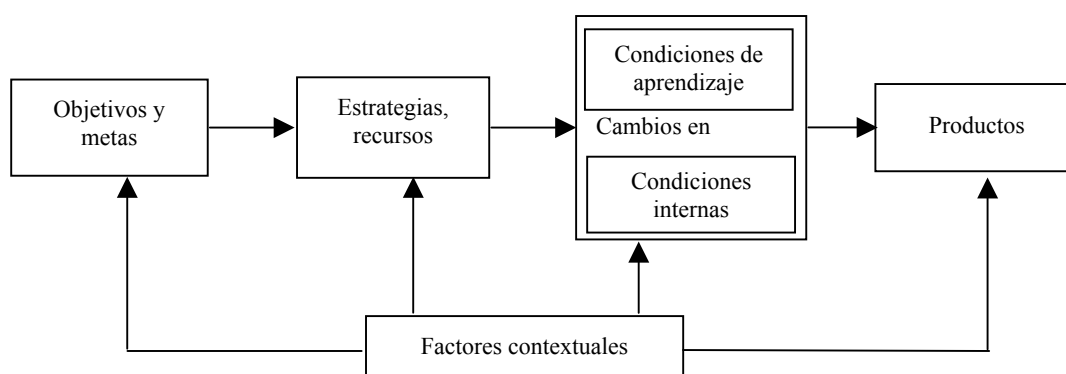 Objetivos y
metas
Estrategias,
recursos
Condiciones de
aprendizaje
Cambios en
Condiciones
internas
Productos
Factores contextuales